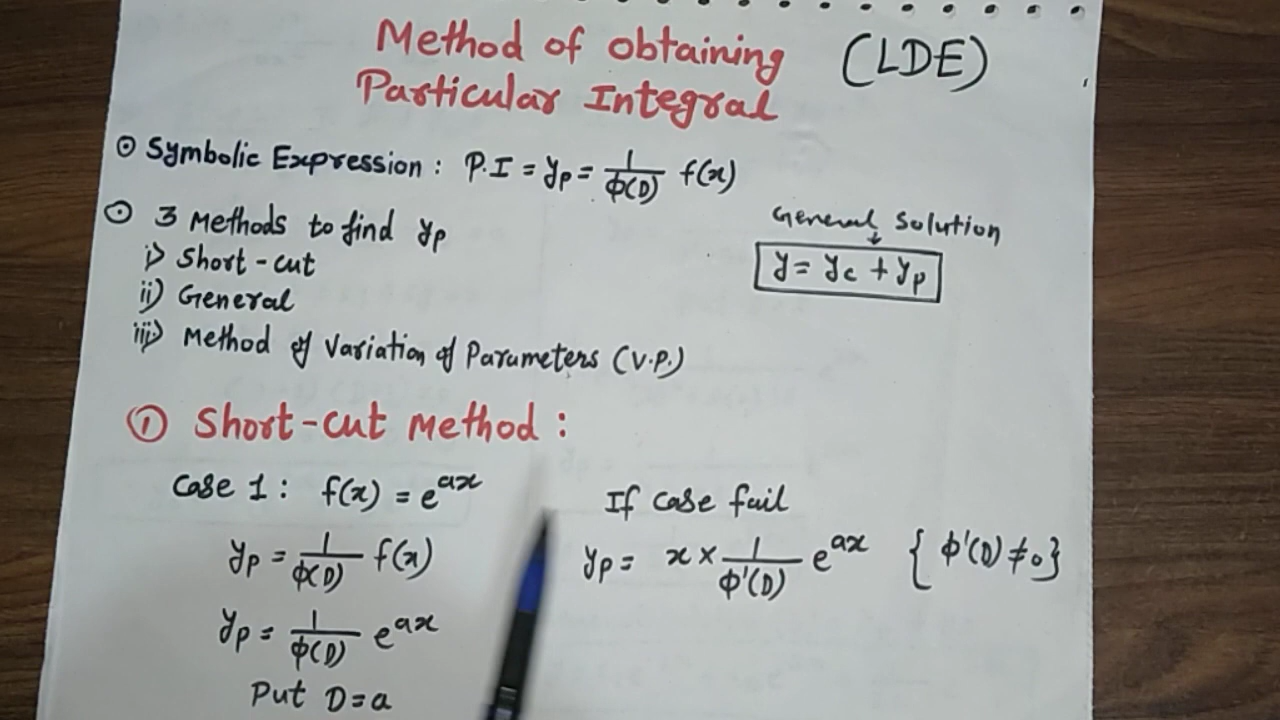 Method of obtaining (LDE)
Particular Integral
⊙ Symbolic Expression : P.I = yp = 1/ϕ(D) f(x)
⊙ 3 Methods to find yp
i) Short-cut
ii) General
iii) Method of Variation of Parameters (V.P.)
General Solution
↓
y = yc + yp
① Short-cut Method :
Case 1 : f(x) = e^ax
yp = 1/ϕ(D) f(x)
yp = 1/ϕ(D) e^ax
Put D=a
If case fail
yp = x × 1/ϕ'(D) e^ax { ϕ'(D) ≠ 0 }